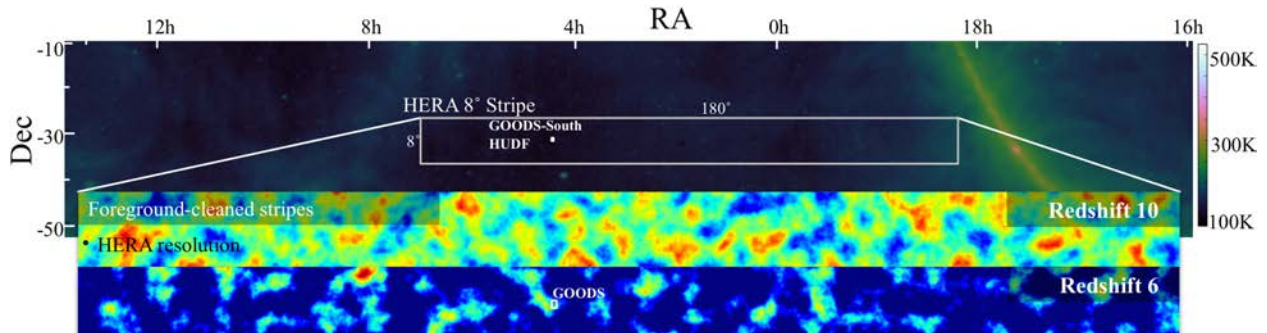 RA
12h 8h 4h 0h 18h 16h
-10
500K
HERA 8° Stripe
180°
GOODS-South
8°
HUDF
-30
Dec
300K
Foreground-cleaned stripes
Redshift 10
-50
100K
• HERA resolution
Redshift 6
GOODS